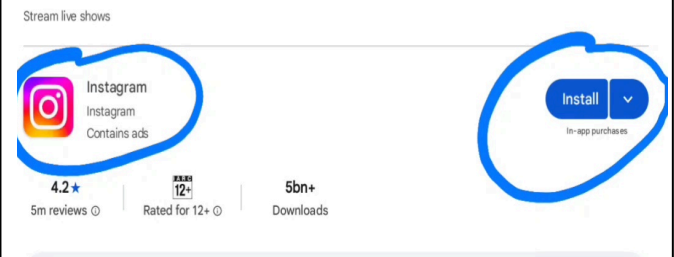 Stream live shows
Instagram
Instagram
Contains ads
Install
In-app purchases
4.2★
IARC
12+
5bn+
5m reviews
Rated for 12+
Downloads